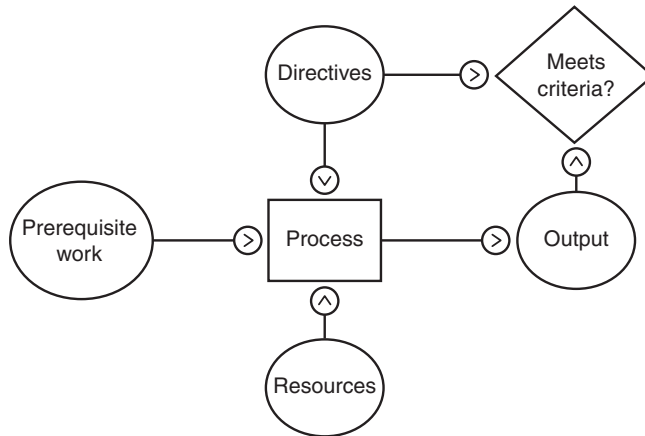 Directives
Meets
criteria?
Prerequisite
work
Process
Output
Resources